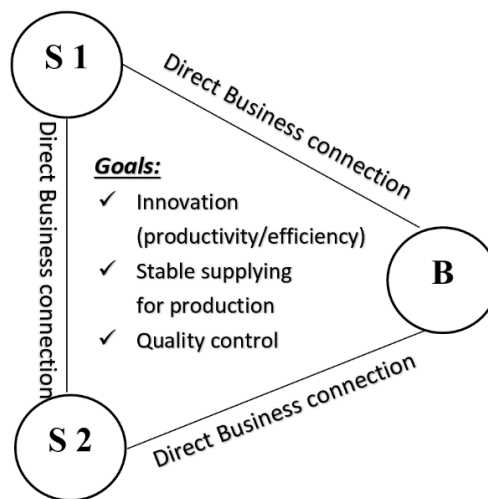 S 1
Direct Business connection
Direct Business connection
Goals:
✓ Innovation
(productivity/efficiency)
✓ Stable supplying
for production
✓ Quality control
B
S 2
Direct Business connection